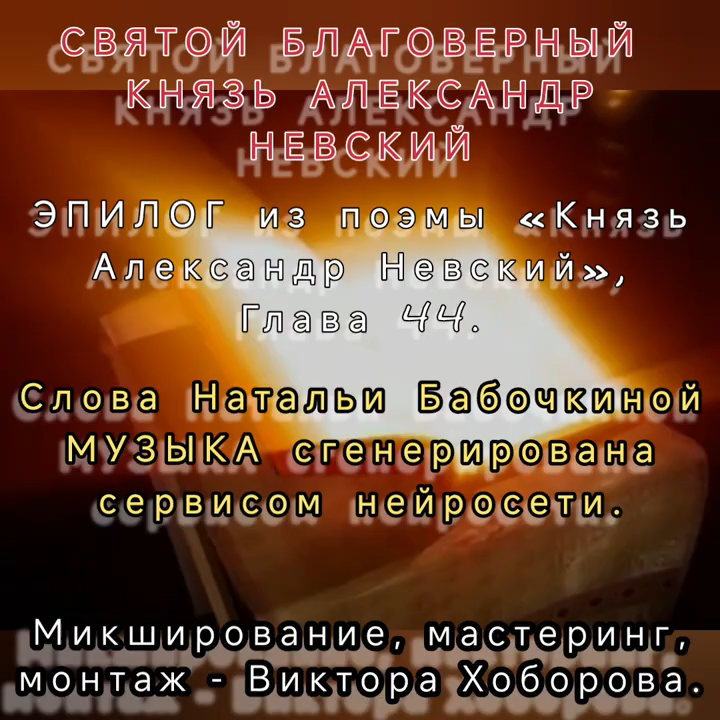 СВЯТОЙ БЛАГОВЕРНЫЙ
КНЯЗЬ АЛЕКСАНДР
НЕВСКИЙ
ЭПИЛОГ из поэмы «Князь
Александр Невский»,
Глава 44.
Слова Натальи Бабочкиной
МУЗЫКА сгенерирована
сервисом нейросети.
Микширование, мастеринг,
монтаж - Виктора Хоборова.